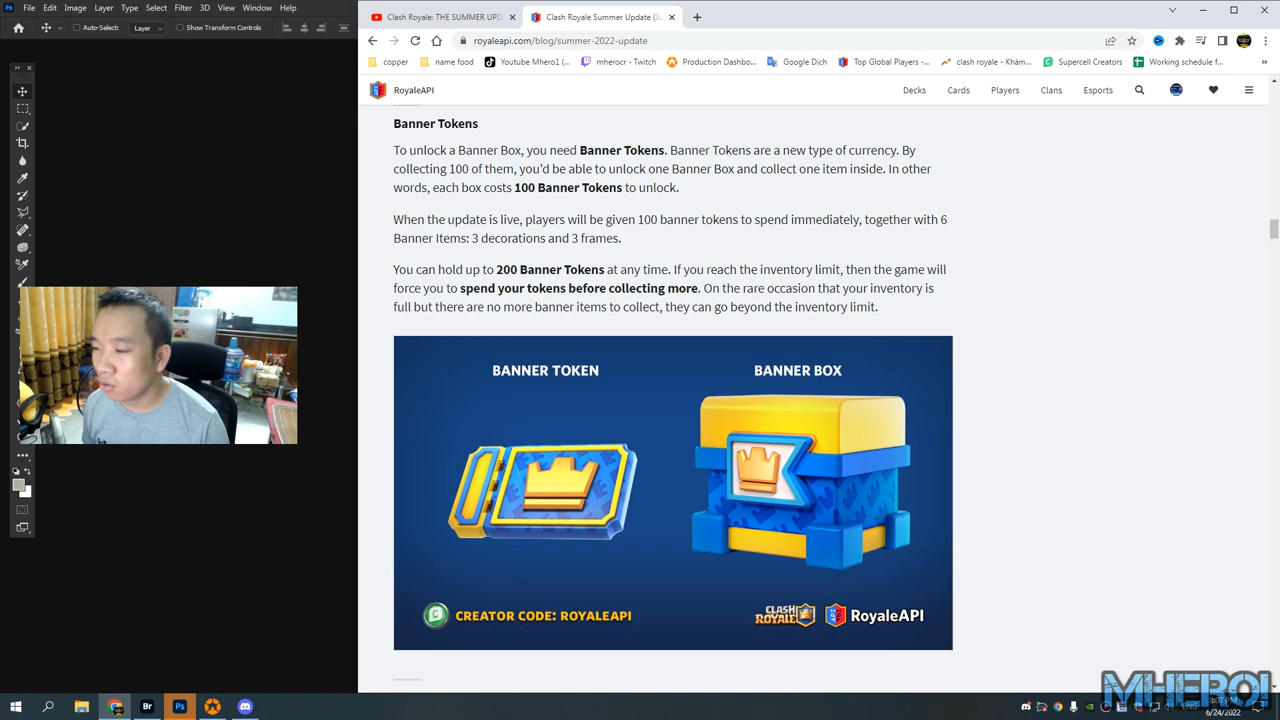 File Edit Image Layer Type Select Filter 3D View Window Help
Auto-Select: Layer Show Transform Controls
Clash Royale: THE SUMMER UPD
Clash Royale Summer Update (Ju
royaleapi.com/blog/summer-2022-update
copper name food Youtube Mhero1 (... mherocr - Twitch Production Dashbo... Google Dịch Top Global Players -... clash royale - Khám... Supercell Creators Working schedule f... »
RoyaleAPI Decks Cards Players Clans Esports
Banner Tokens
To unlock a Banner Box, you need Banner Tokens. Banner Tokens are a new type of currency. By
collecting 100 of them, you'd be able to unlock one Banner Box and collect one item inside. In other
words, each box costs 100 Banner Tokens to unlock.
When the update is live, players will be given 100 banner tokens to spend immediately, together with 6
Banner Items: 3 decorations and 3 frames.
You can hold up to 200 Banner Tokens at any time. If you reach the inventory limit, then the game will
force you to spend your tokens before collecting more. On the rare occasion that your inventory is
full but there are no more banner items to collect, they can go beyond the inventory limit.
BANNER TOKEN BANNER BOX
CREATOR CODE: ROYALEAPI
CLASH ROYALE RoyaleAPI
MHERO1
Br Ps
6/24/2022